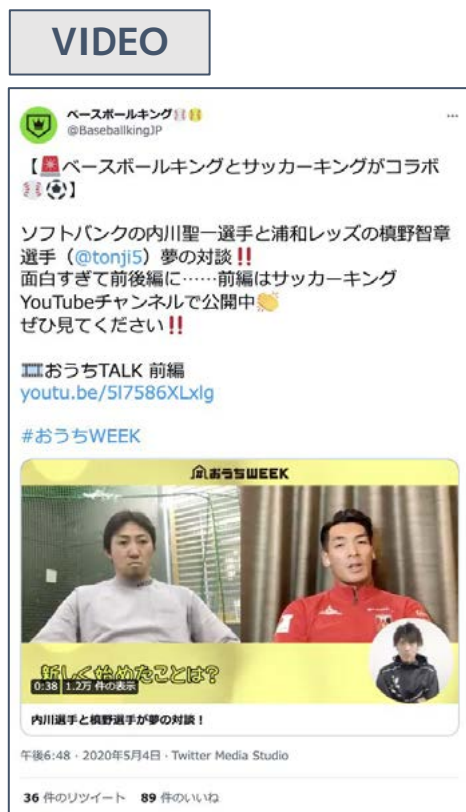 VIDEO
ベースボールキング⚾🥎
@BaseballkingJP
【🚨ベースボールキングとサッカーキングがコラボ
⚾⚽】
ソフトバンクの内川聖一選手と浦和レッズの槙野智章
選手（@tonji5）夢の対談‼
面白すぎて前後編に……前編はサッカーキング
YouTubeチャンネルで公開中👏
ぜひ見てください‼
🎞おうちTALK 前編
youtu.be/5I7586XLxlg
#おうちWEEK
#おうちWEEK
新しく始めたことは？
0:38 1.2万 件の表示
内川選手と槙野選手が夢の対談！
午後6:48 · 2020年5月4日 · Twitter Media Studio
36 件のリツイート 89 件のいいね